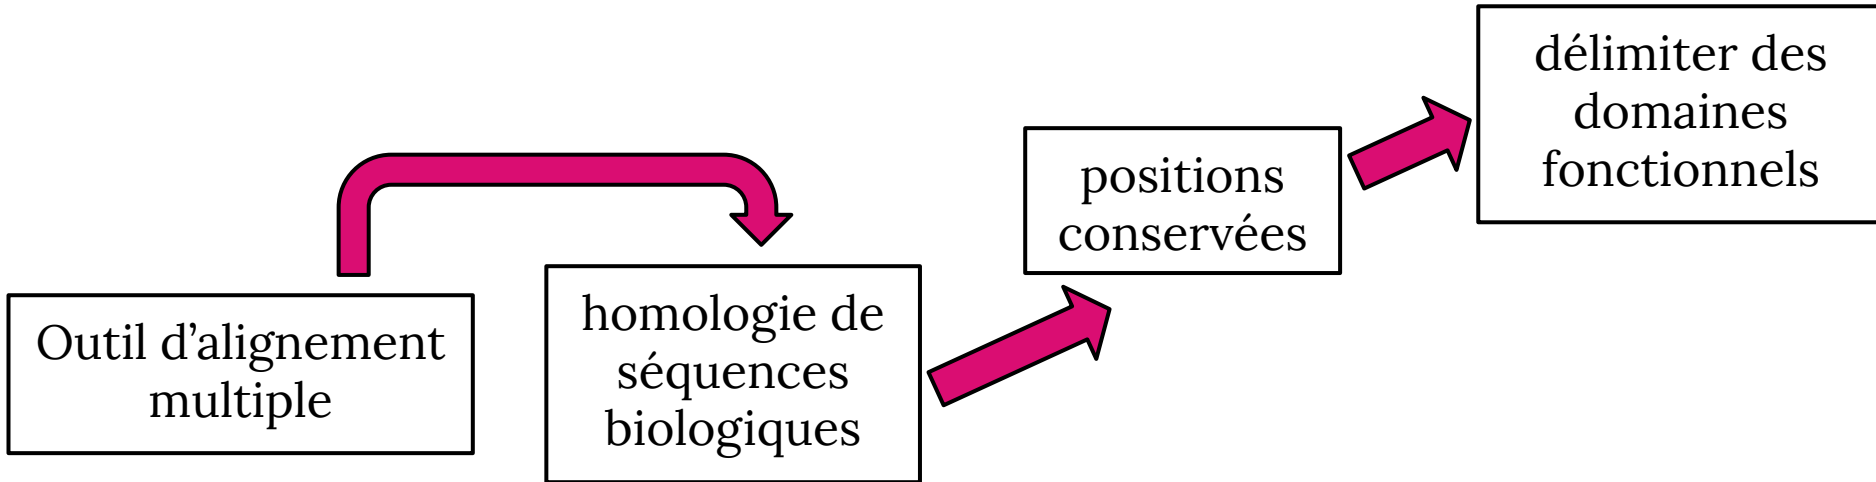 Outil d’alignement
multiple
homologie de
séquences
biologiques
positions
conservées
délimiter des
domaines
fonctionnels